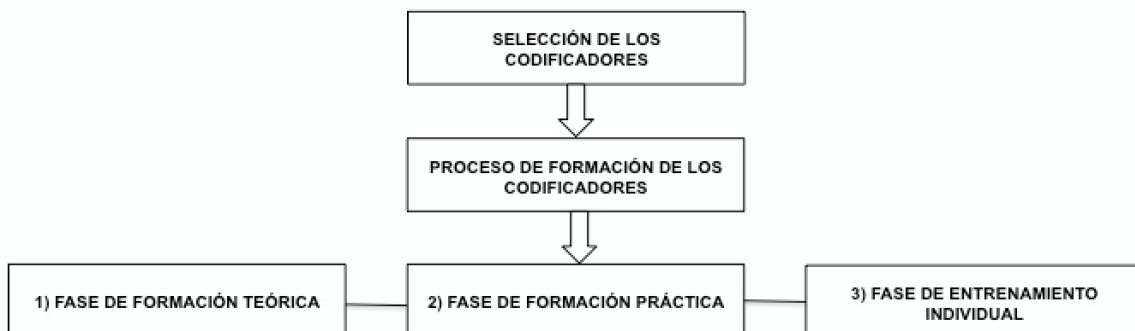 SELECCIÓN DE LOS
CODIFICADORES
PROCESO DE FORMACIÓN DE LOS
CODIFICADORES
1) FASE DE FORMACIÓN TEÓRICA
2) FASE DE FORMACIÓN PRÁCTICA
3) FASE DE ENTRENAMIENTO
INDIVIDUAL